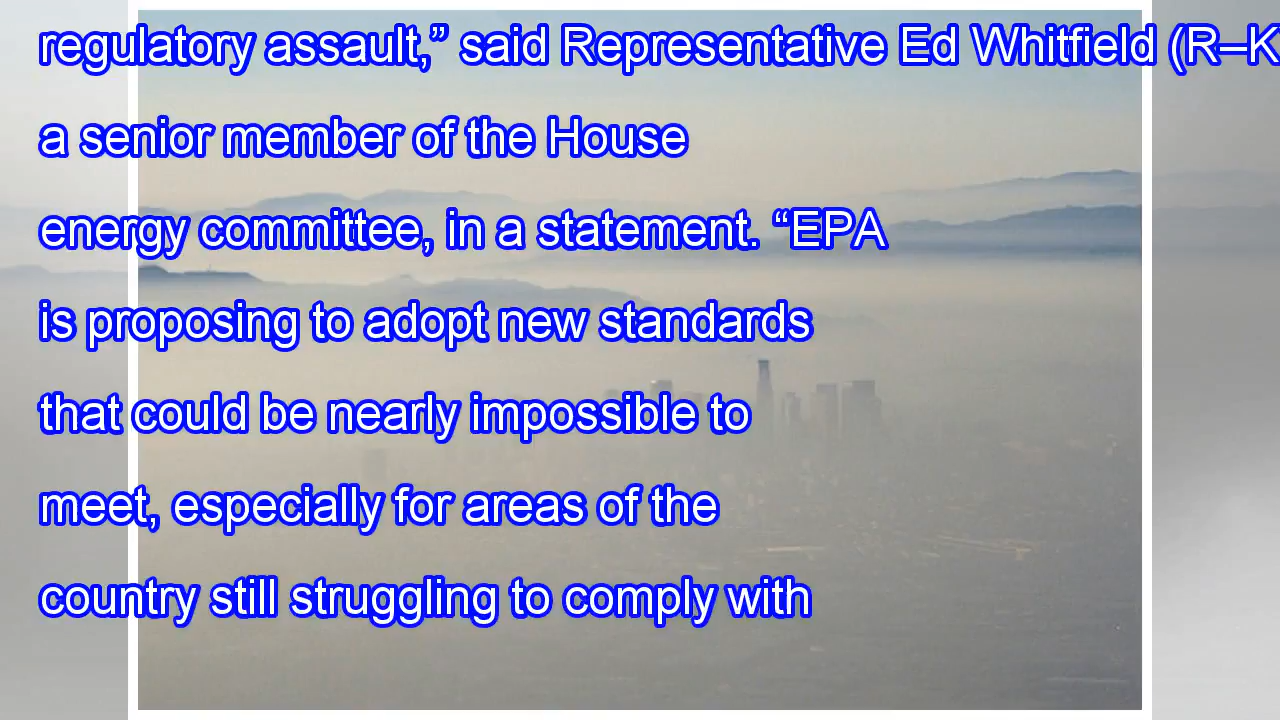 regulatory assault,” said Representative Ed Whitfield (R–K
a senior member of the House
energy committee, in a statement. “EPA
is proposing to adopt new standards
that could be nearly impossible to
meet, especially for areas of the
country still struggling to comply with